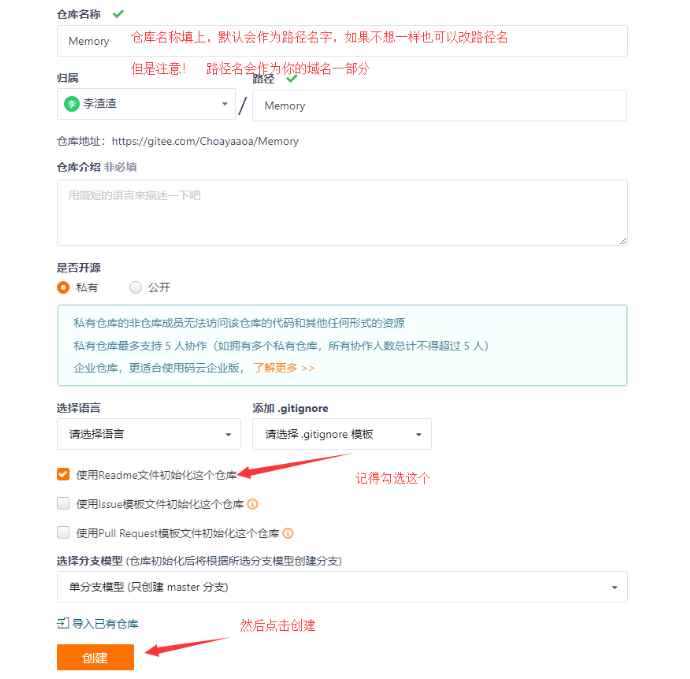 仓库名称
Memory
仓库名称填上，默认会作为路径名字，如果不想一样也可以改路径名
但是注意！ 路径名会作为你的域名一部分
归属
路径
李 李渣渣
/
Memory
仓库地址：https://gitee.com/Choayaaoa/Memory
仓库介绍 非必填
用简短的语言来描述一下吧
是否开源
私有
公开
私有仓库的非仓库成员无法访问该仓库的代码和其他任何形式的资源
私有仓库最多支持 5 人协作（如拥有多个私有仓库，所有协作人数总计不得超过 5 人）
企业仓库，更适合使用码云企业版， 了解更多 >>
选择语言
添加 .gitignore
请选择语言
请选择 .gitignore 模板
使用Readme文件初始化这个仓库
记得勾选这个
使用Issue模板文件初始化这个仓库
使用Pull Request模板文件初始化这个仓库
选择分支模型 (仓库初始化后将根据所选分支模型创建分支)
单分支模型 (只创建 master 分支)
导入已有仓库
然后点击创建
创建